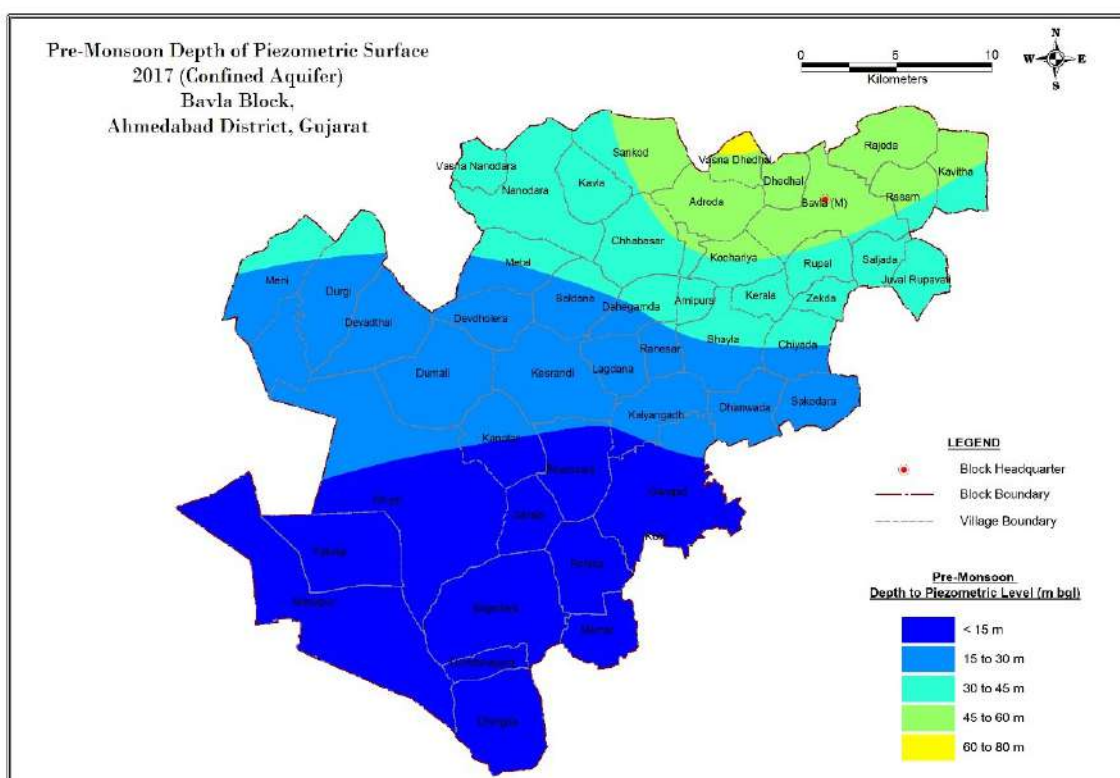 Pre-Monsoon Depth of Piezometric Surface
2017 (Confined Aquifer)
Bavla Block,
Ahmedabad District, Gujarat
N
W E
S
0 5 10
Kilometers
Sankod
Vasna Dhedhal
Rajoda
Vasna Nanodara
Nanodara
Kavla
Dhedhal
Kavitha
Adroda
Bavla (M)
Rasam
Chhabasar
Kochariya
Metal
Rupal
Saljada
Meni
Durgi
Juval Rupavati
Devadthal
Devdholera
Baldana
Dahegamda
Amipura
Kerala
Zekda
Ranesar
Bhayla
Chiyada
Dumali
Kesrandi
Lagdana
Kalyangadh
Dhanwada
Sakodara
LEGEND
Block Headquarter
Block Boundary
Village Boundary
Pre-Monsoon
Depth to Piezometric Level (m bgl)
< 15 m
15 to 30 m
30 to 45 m
45 to 60 m
60 to 80 m